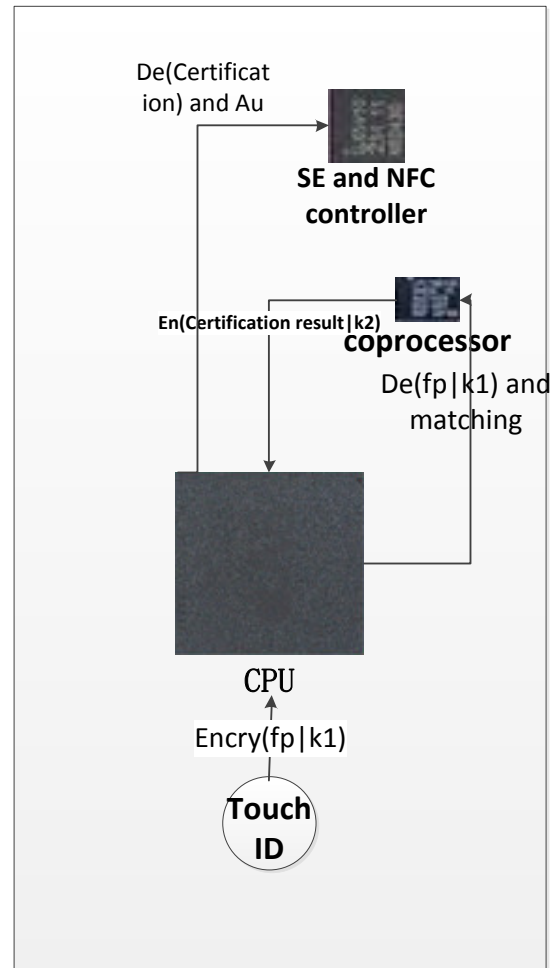 De(Certificat
ion) and Au
SE and NFC
controller
En(Certification result|k2)
coprocessor
De(fp|k1) and
matching
CPU
Encry(fp|k1)
Touch
ID